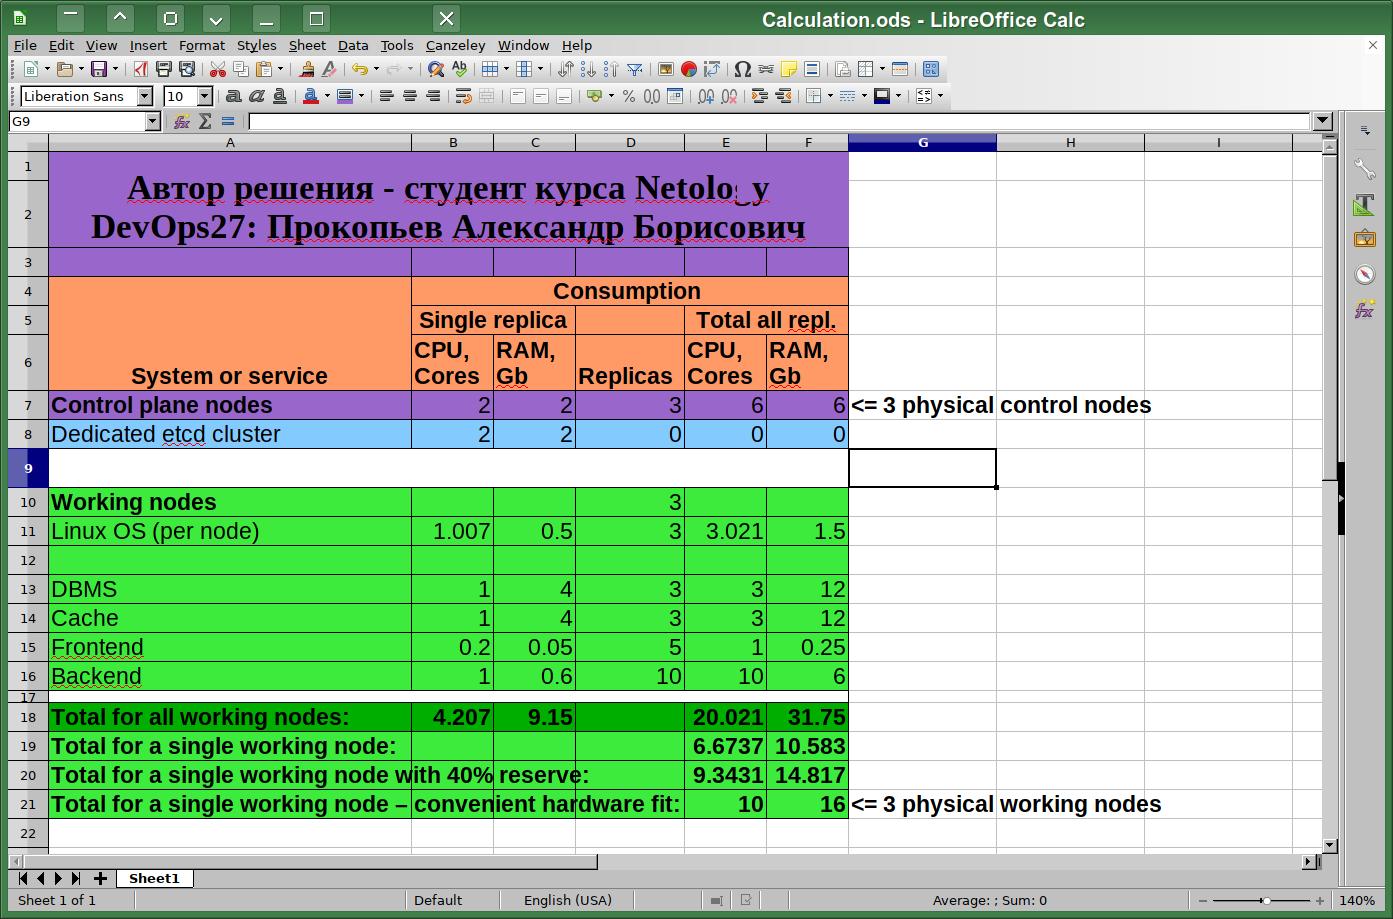 Calculation.ods - LibreOffice Calc
File Edit View Insert Format Styles Sheet Data Tools Canzeley Window Help
Liberation Sans 10
G9
A B C D E F G H I
1
Автор решения - студент курса Netology
2
DevOps27: Прокопьев Александр Борисович
3
4 Consumption
5 Single replica Total all repl.
6 System or service CPU, Cores RAM, Gb Replicas CPU, Cores RAM, Gb
7 Control plane nodes 2 2 3 6 6 <= 3 physical control nodes
8 Dedicated etcd cluster 2 2 0 0 0
9
10 Working nodes 3
11 Linux OS (per node) 1.007 0.5 3 3.021 1.5
12
13 DBMS 1 4 3 3 12
14 Cache 1 4 3 3 12
15 Frontend 0.2 0.05 5 1 0.25
16 Backend 1 0.6 10 10 6
17
18 Total for all working nodes: 4.207 9.15 20.021 31.75
19 Total for a single working node: 6.6737 10.583
20 Total for a single working node with 40% reserve: 9.3431 14.817
21 Total for a single working node – convenient hardware fit: 10 16 <= 3 physical working nodes
22
Sheet1
Sheet 1 of 1 Default English (USA) Average: ; Sum: 0 140%